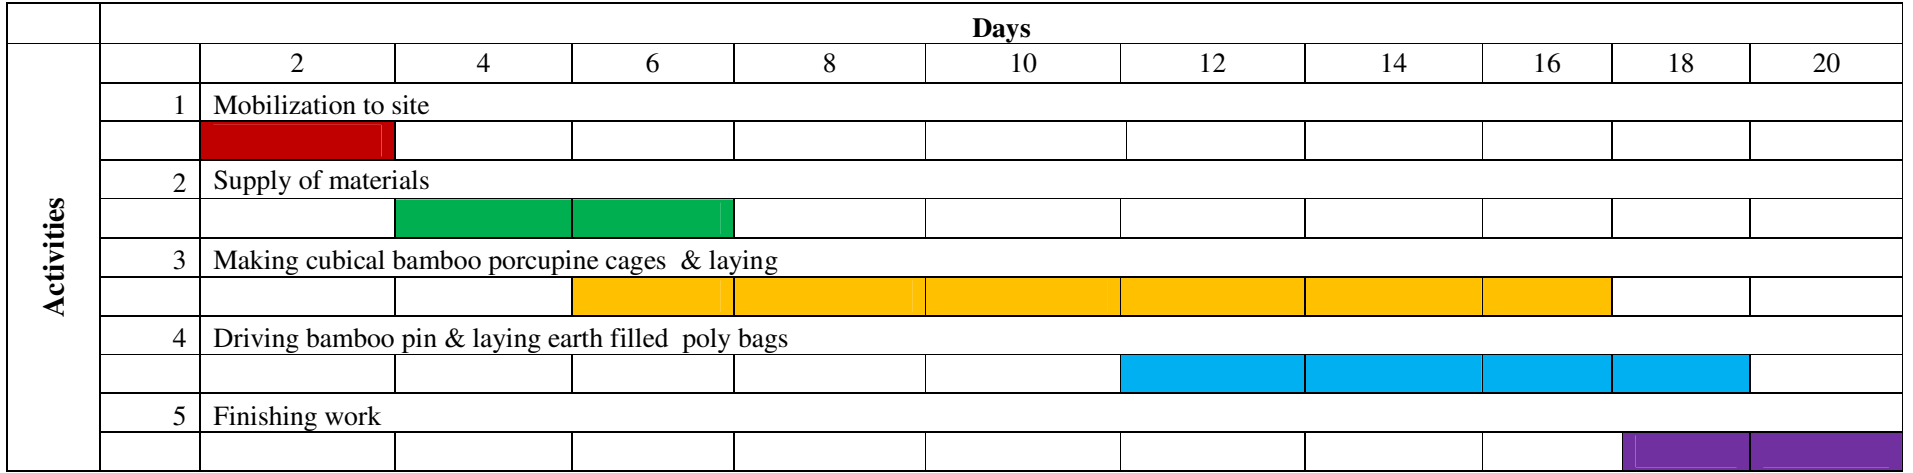 Days
2 4 6 8 10 12 14 16 18 20
Activities
1 Mobilization to site
2 Supply of materials
3 Making cubical bamboo porcupine cages & laying
4 Driving bamboo pin & laying earth filled poly bags
5 Finishing work